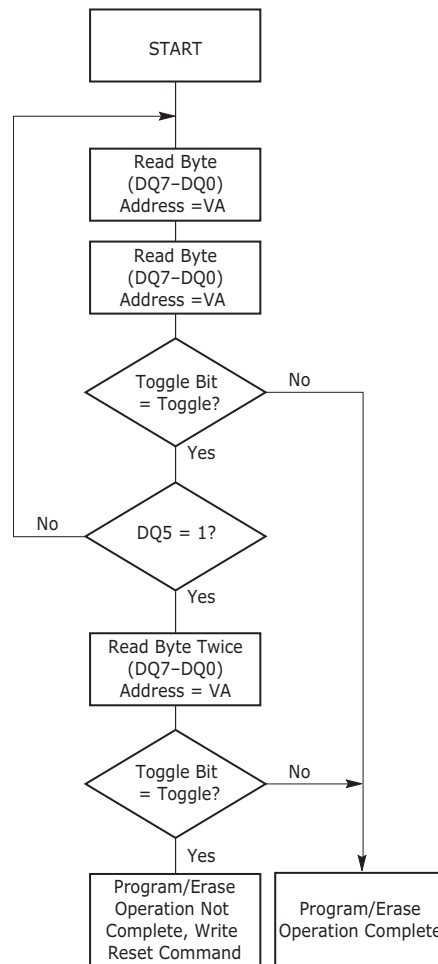 START
Read Byte
(DQ7–DQ0)
Address =VA
Read Byte
(DQ7–DQ0)
Address =VA
Toggle Bit
= Toggle?
No
Yes
No
DQ5 = 1?
Yes
Read Byte Twice
(DQ7–DQ0)
Address = VA
Toggle Bit
= Toggle?
No
Yes
Program/Erase
Operation Not
Complete, Write
Reset Command
Program/Erase
Operation Complete